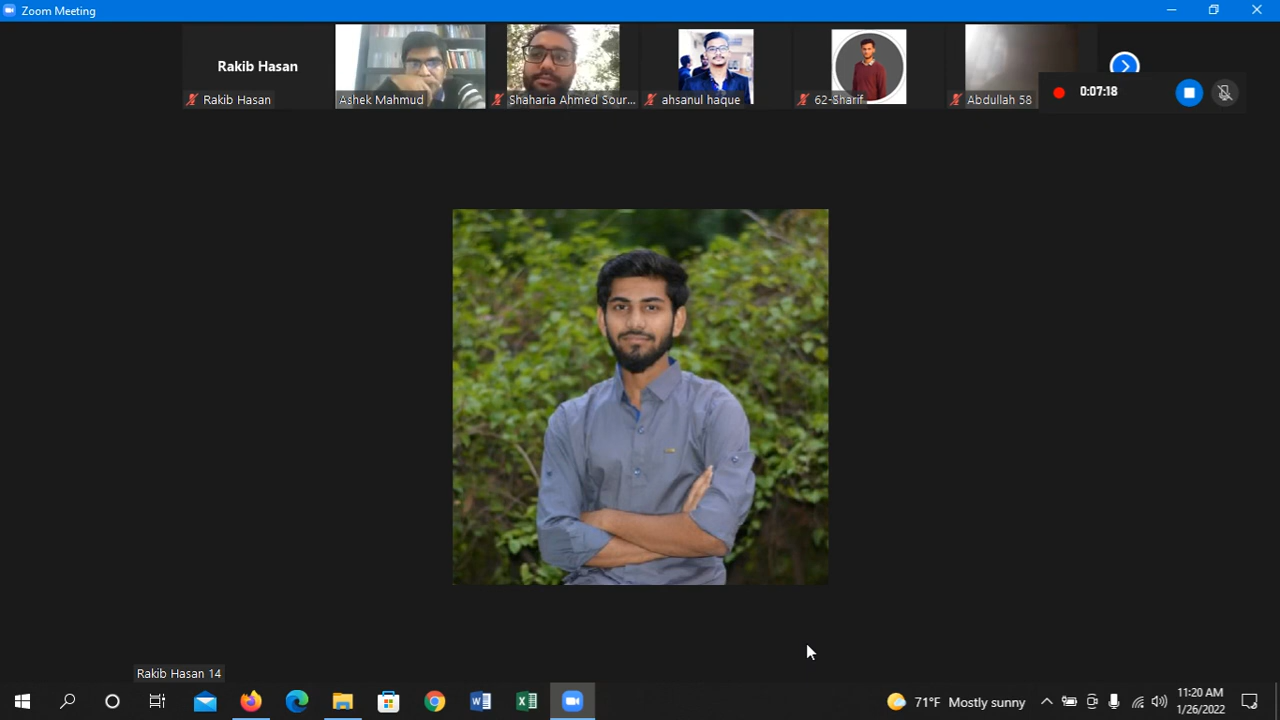 Zoom Meeting
Rakib Hasan
Rakib Hasan
Ashek Mahmud
Shaharia Ahmed Sour...
ahsanul haque
62-Sharif
Abdullah 58
0:07:18
Rakib Hasan 14
71°F Mostly sunny
11:20 AM
1/26/2022